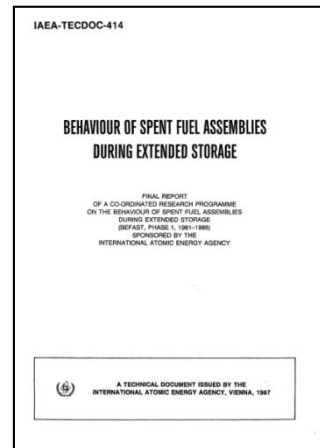 IAEA-TECDOC-414
BEHAVIOUR OF SPENT FUEL ASSEMBLIES
DURING EXTENDED STORAGE
FINAL REPORT
OF A CO-ORDINATED RESEARCH PROGRAMME
ON THE BEHAVIOUR OF SPENT FUEL ASSEMBLIES
DURING EXTENDED STORAGE
(BEFAST, PHASE 1, 1981–1986)
SPONSORED BY THE
INTERNATIONAL ATOMIC ENERGY AGENCY
A TECHNICAL DOCUMENT ISSUED BY THE
INTERNATIONAL ATOMIC ENERGY AGENCY, VIENNA, 1987